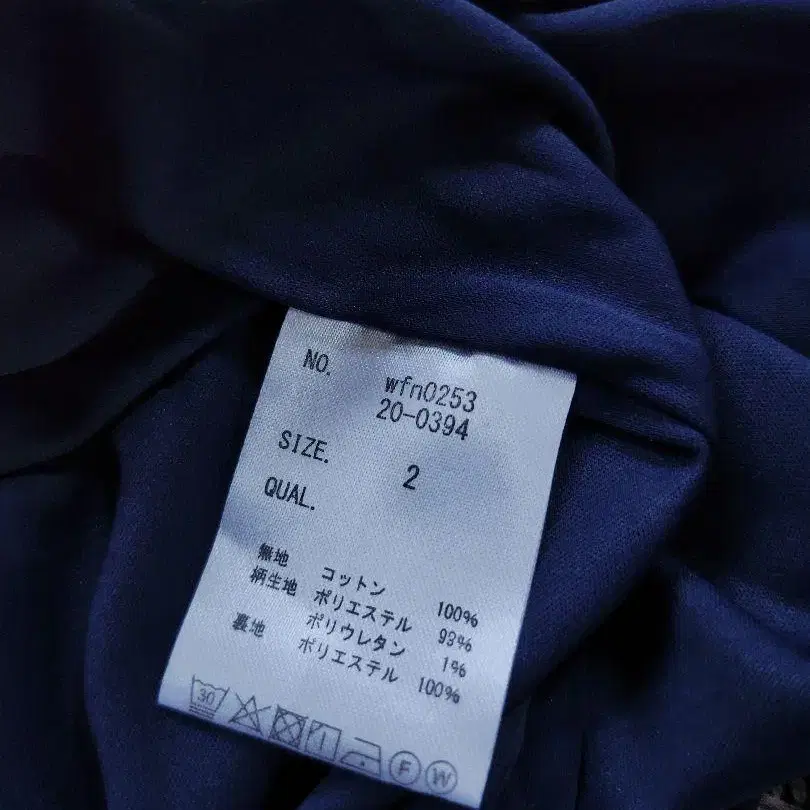 NO. wfn0253
20-0394
SIZE. 2
QUAL.
無地 コットン 100%
柄生地 ポリエステル 99%
ポリウレタン 1%
裏地 ポリエステル 100%
30 F W